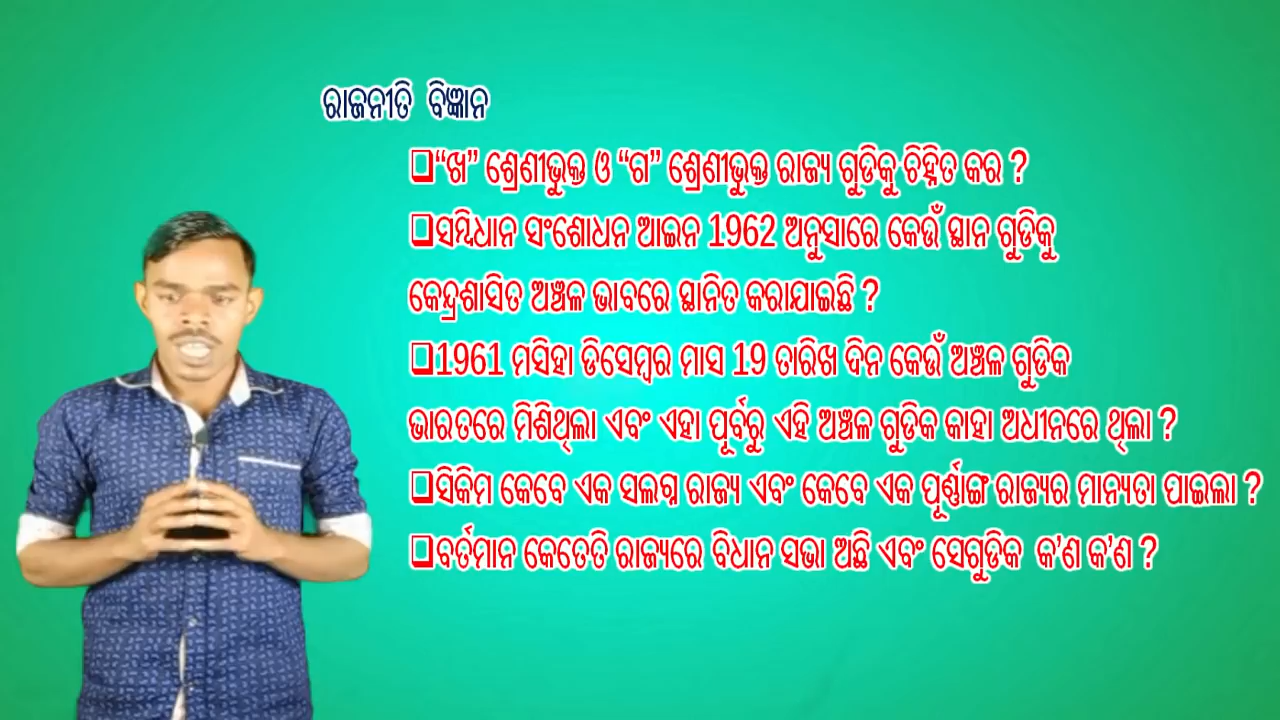 ରାଜନୀତି ବିଜ୍ଞାନ
❑“ଖ” ଶ୍ରେଣୀଭୁକ୍ତ ଓ “ଗ” ଶ୍ରେଣୀଭୁକ୍ତ ରାଜ୍ୟ ଗୁଡିକୁ ଚିହ୍ନିତ କର ?
❑ସମ୍ବିଧାନ ସଂଶୋଧନ ଆଇନ 1962 ଅନୁସାରେ କେଉଁ ସ୍ଥାନ ଗୁଡିକୁ
କେନ୍ଦ୍ରଶାସିତ ଅଞ୍ଚଳ ଭାବରେ ସ୍ଥାନିତ କରାଯାଇଛି ?
❑1961 ମସିହା ଡିସେମ୍ବର ମାସ 19 ତାରିଖ ଦିନ କେଉଁ ଅଞ୍ଚଳ ଗୁଡିକ
ଭାରତରେ ମିଶିଥିଲା ଏବଂ ଏହା ପୂର୍ବରୁ ଏହି ଅଞ୍ଚଳ ଗୁଡିକ କାହା ଅଧୀନରେ ଥିଲା ?
❑ସିକିମ କେବେ ଏକ ସଲଗ୍ନ ରାଜ୍ୟ ଏବଂ କେବେ ଏକ ପୂର୍ଣ୍ଣାଙ୍ଗ ରାଜ୍ୟର ମାନ୍ୟତା ପାଇଲା ?
❑ବର୍ତମାନ କେତେତି ରାଜ୍ୟରେ ବିଧାନ ସଭା ଅଛି ଏବଂ ସେଗୁଡିକ କ’ଣ କ’ଣ ?